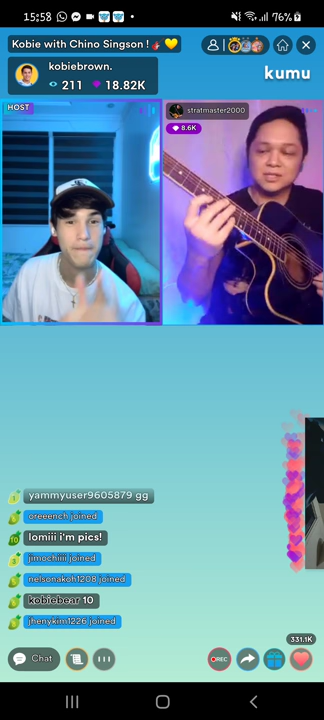 15:58
76%
Kobie with Chino Singson !
kobiebrown.
211 18.82K
kumu
HOST
stratmaster2000
8.6K
yammyuser9605879 gg
oreeench joined
lomiii i'm pics!
jimochiiii joined
nelsonakoh1208 joined
kobiebear 10
jhenykim1226 joined
331.1K
Chat
REC